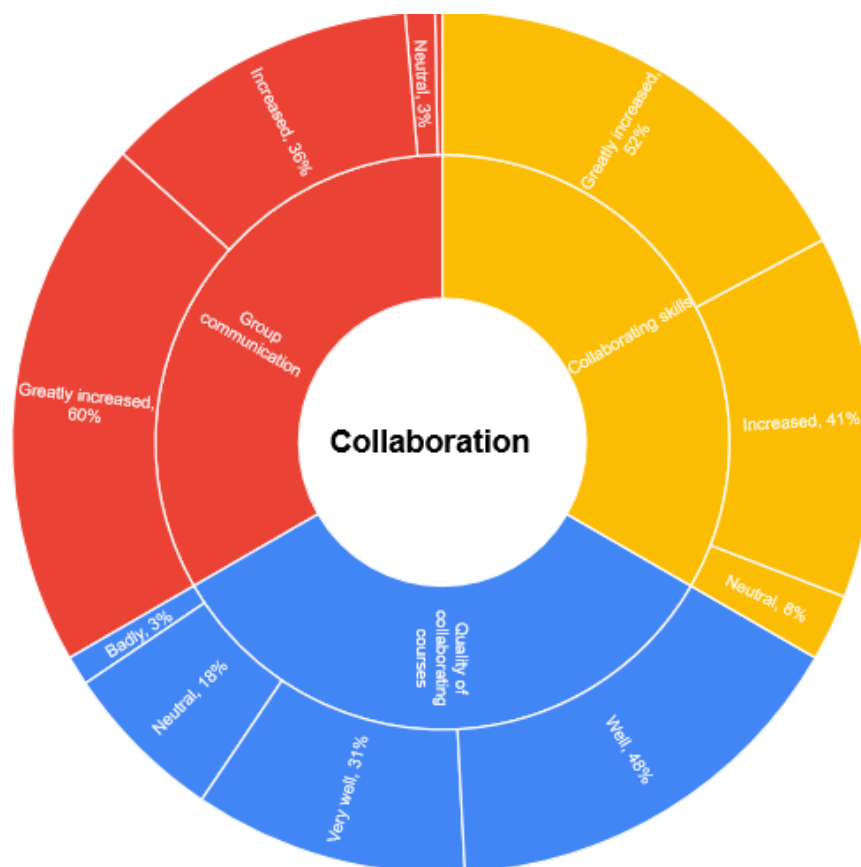 Collaboration
Collaborating skills
Greatly increased,
52%
Increased, 41%
Neutral, 8%
Quality of
collaborating
courses
Well, 48%
Very well, 31%
Neutral, 18%
Badly, 3%
Group
communication
Greatly increased,
60%
Increased, 36%
Neutral, 3%